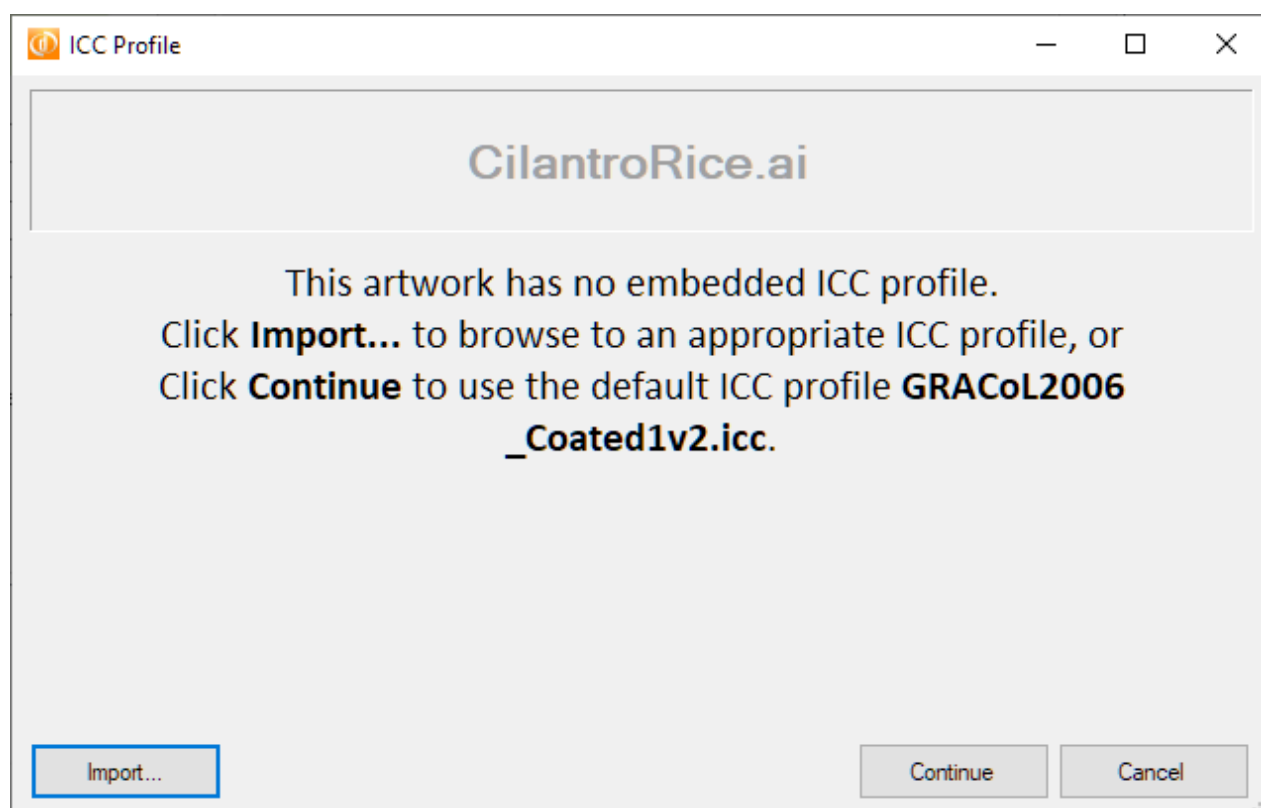 ICC Profile
CilantroRice.ai
This artwork has no embedded ICC profile.
Click Import... to browse to an appropriate ICC profile, or
Click Continue to use the default ICC profile GRACoL2006
_Coated1v2.icc.
Import...
Continue
Cancel